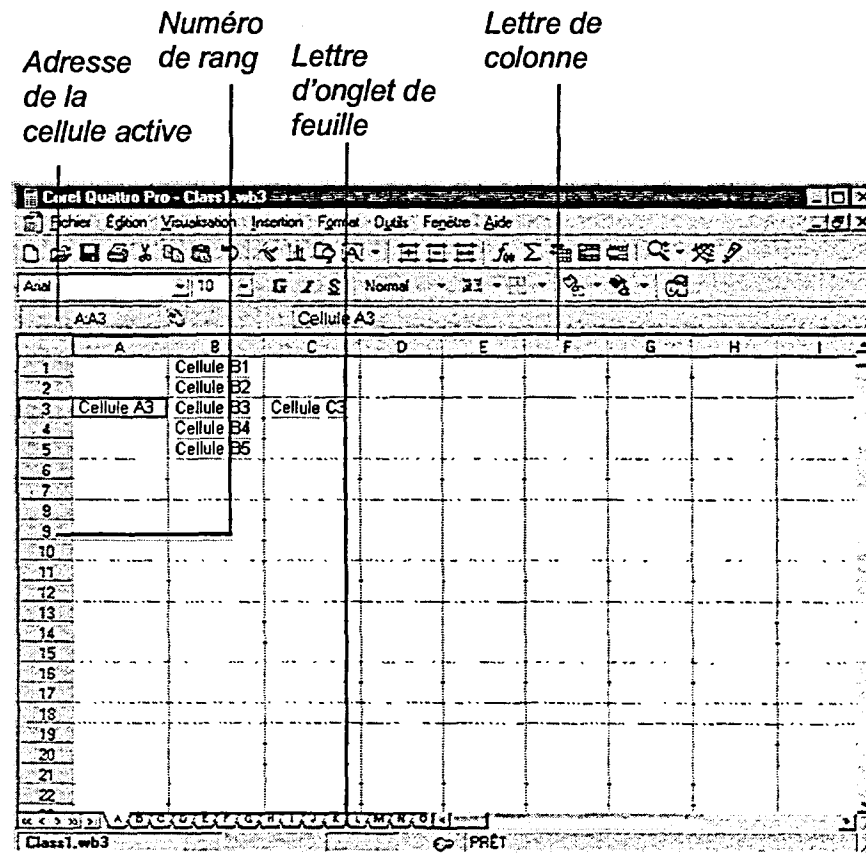 Numéro
de rang
Lettre de
colonne
Adresse
de la
cellule active
Lettre
d'onglet de
feuille
Corel Quattro Pro - Class1.wb3
Fichier Édition Visualisation Insertion Format Outils Fenêtre Aide
Arial 10 G I S Normal
A:A3 Cellule A3
A B C D E F G H I
1 Cellule B1
2 Cellule B2
3 Cellule A3 Cellule B3 Cellule C3
4 Cellule B4
5 Cellule B5
6
7
8
9
10
11
12
13
14
15
16
17
18
19
20
21
22
A B C D E F G H I J K L M N O
Class1.wb3 PRÊT